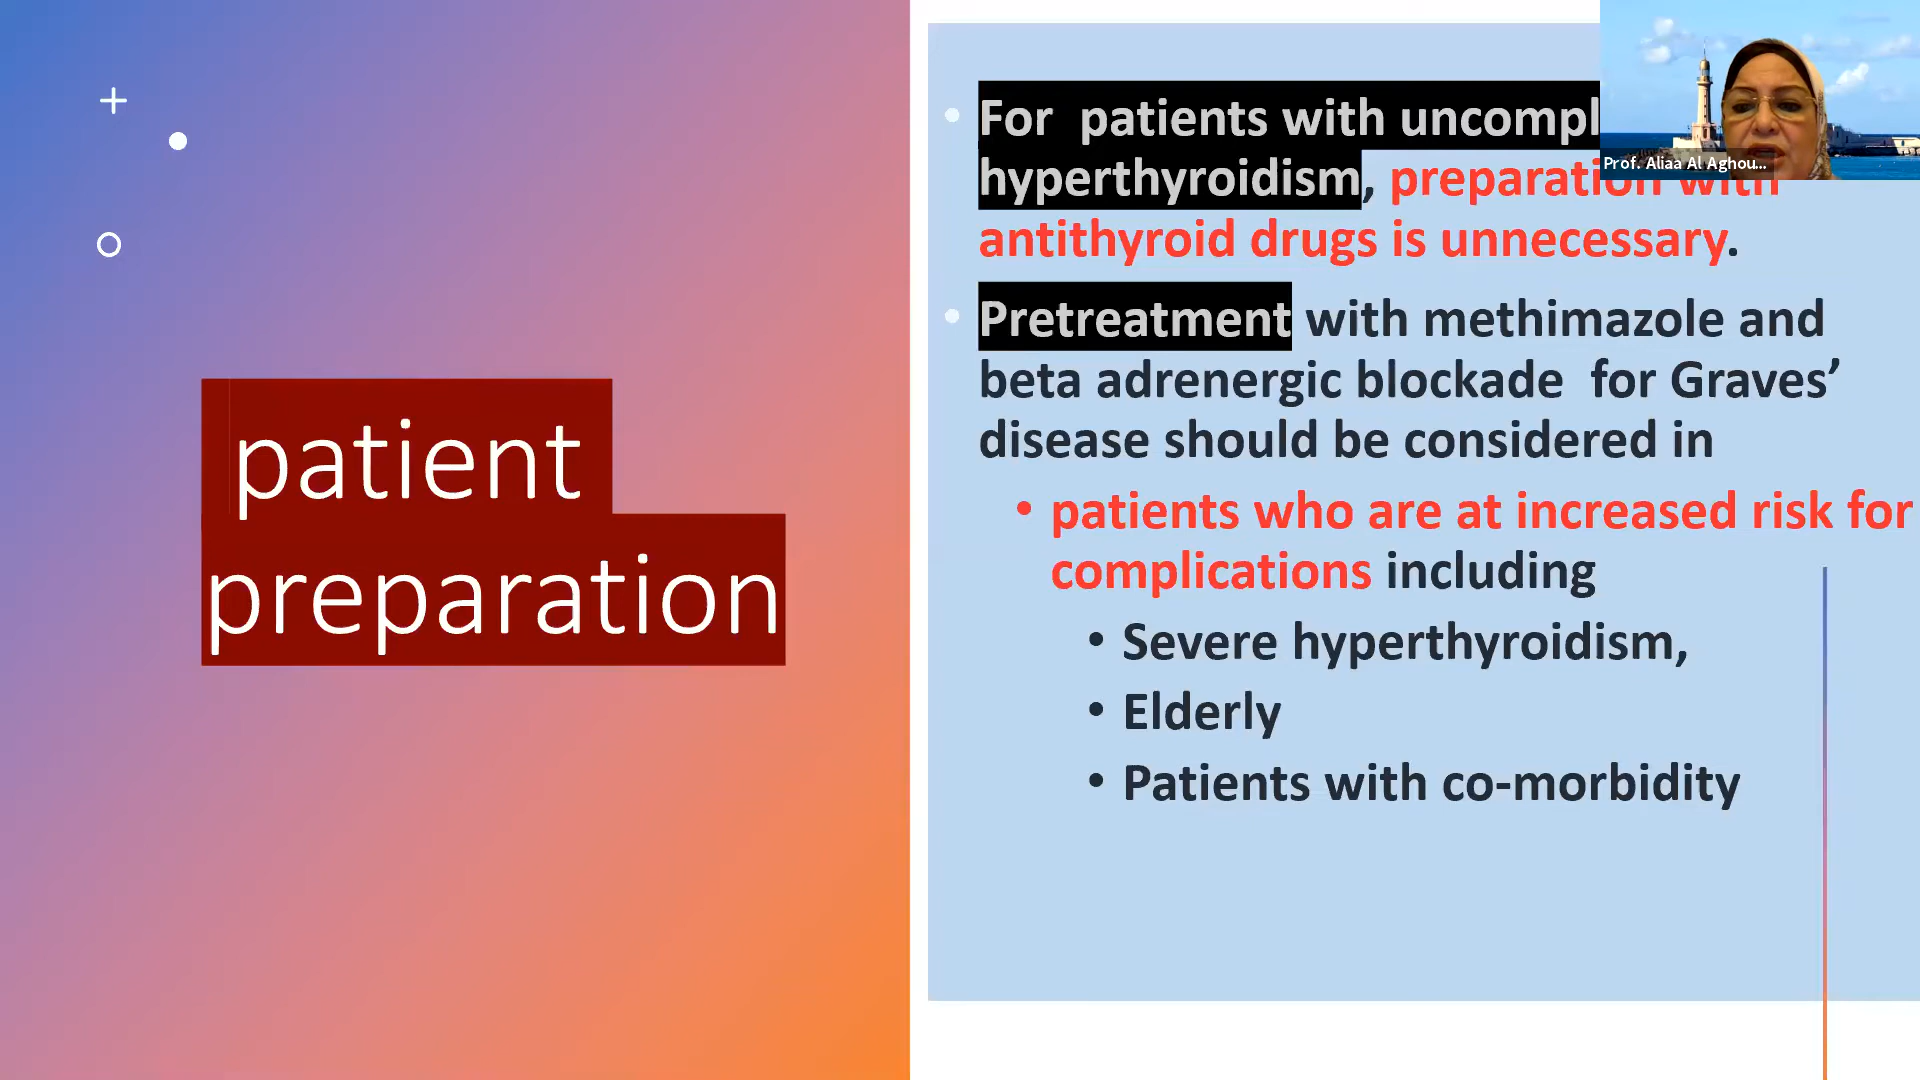 patient
preparation
• For patients with uncompl
hyperthyroidism, preparation with
antithyroid drugs is unnecessary.
• Pretreatment with methimazole and
beta adrenergic blockade for Graves’
disease should be considered in
• patients who are at increased risk for
complications including
• Severe hyperthyroidism,
• Elderly
• Patients with co-morbidity
Prof. Aliaa Al Aghou...